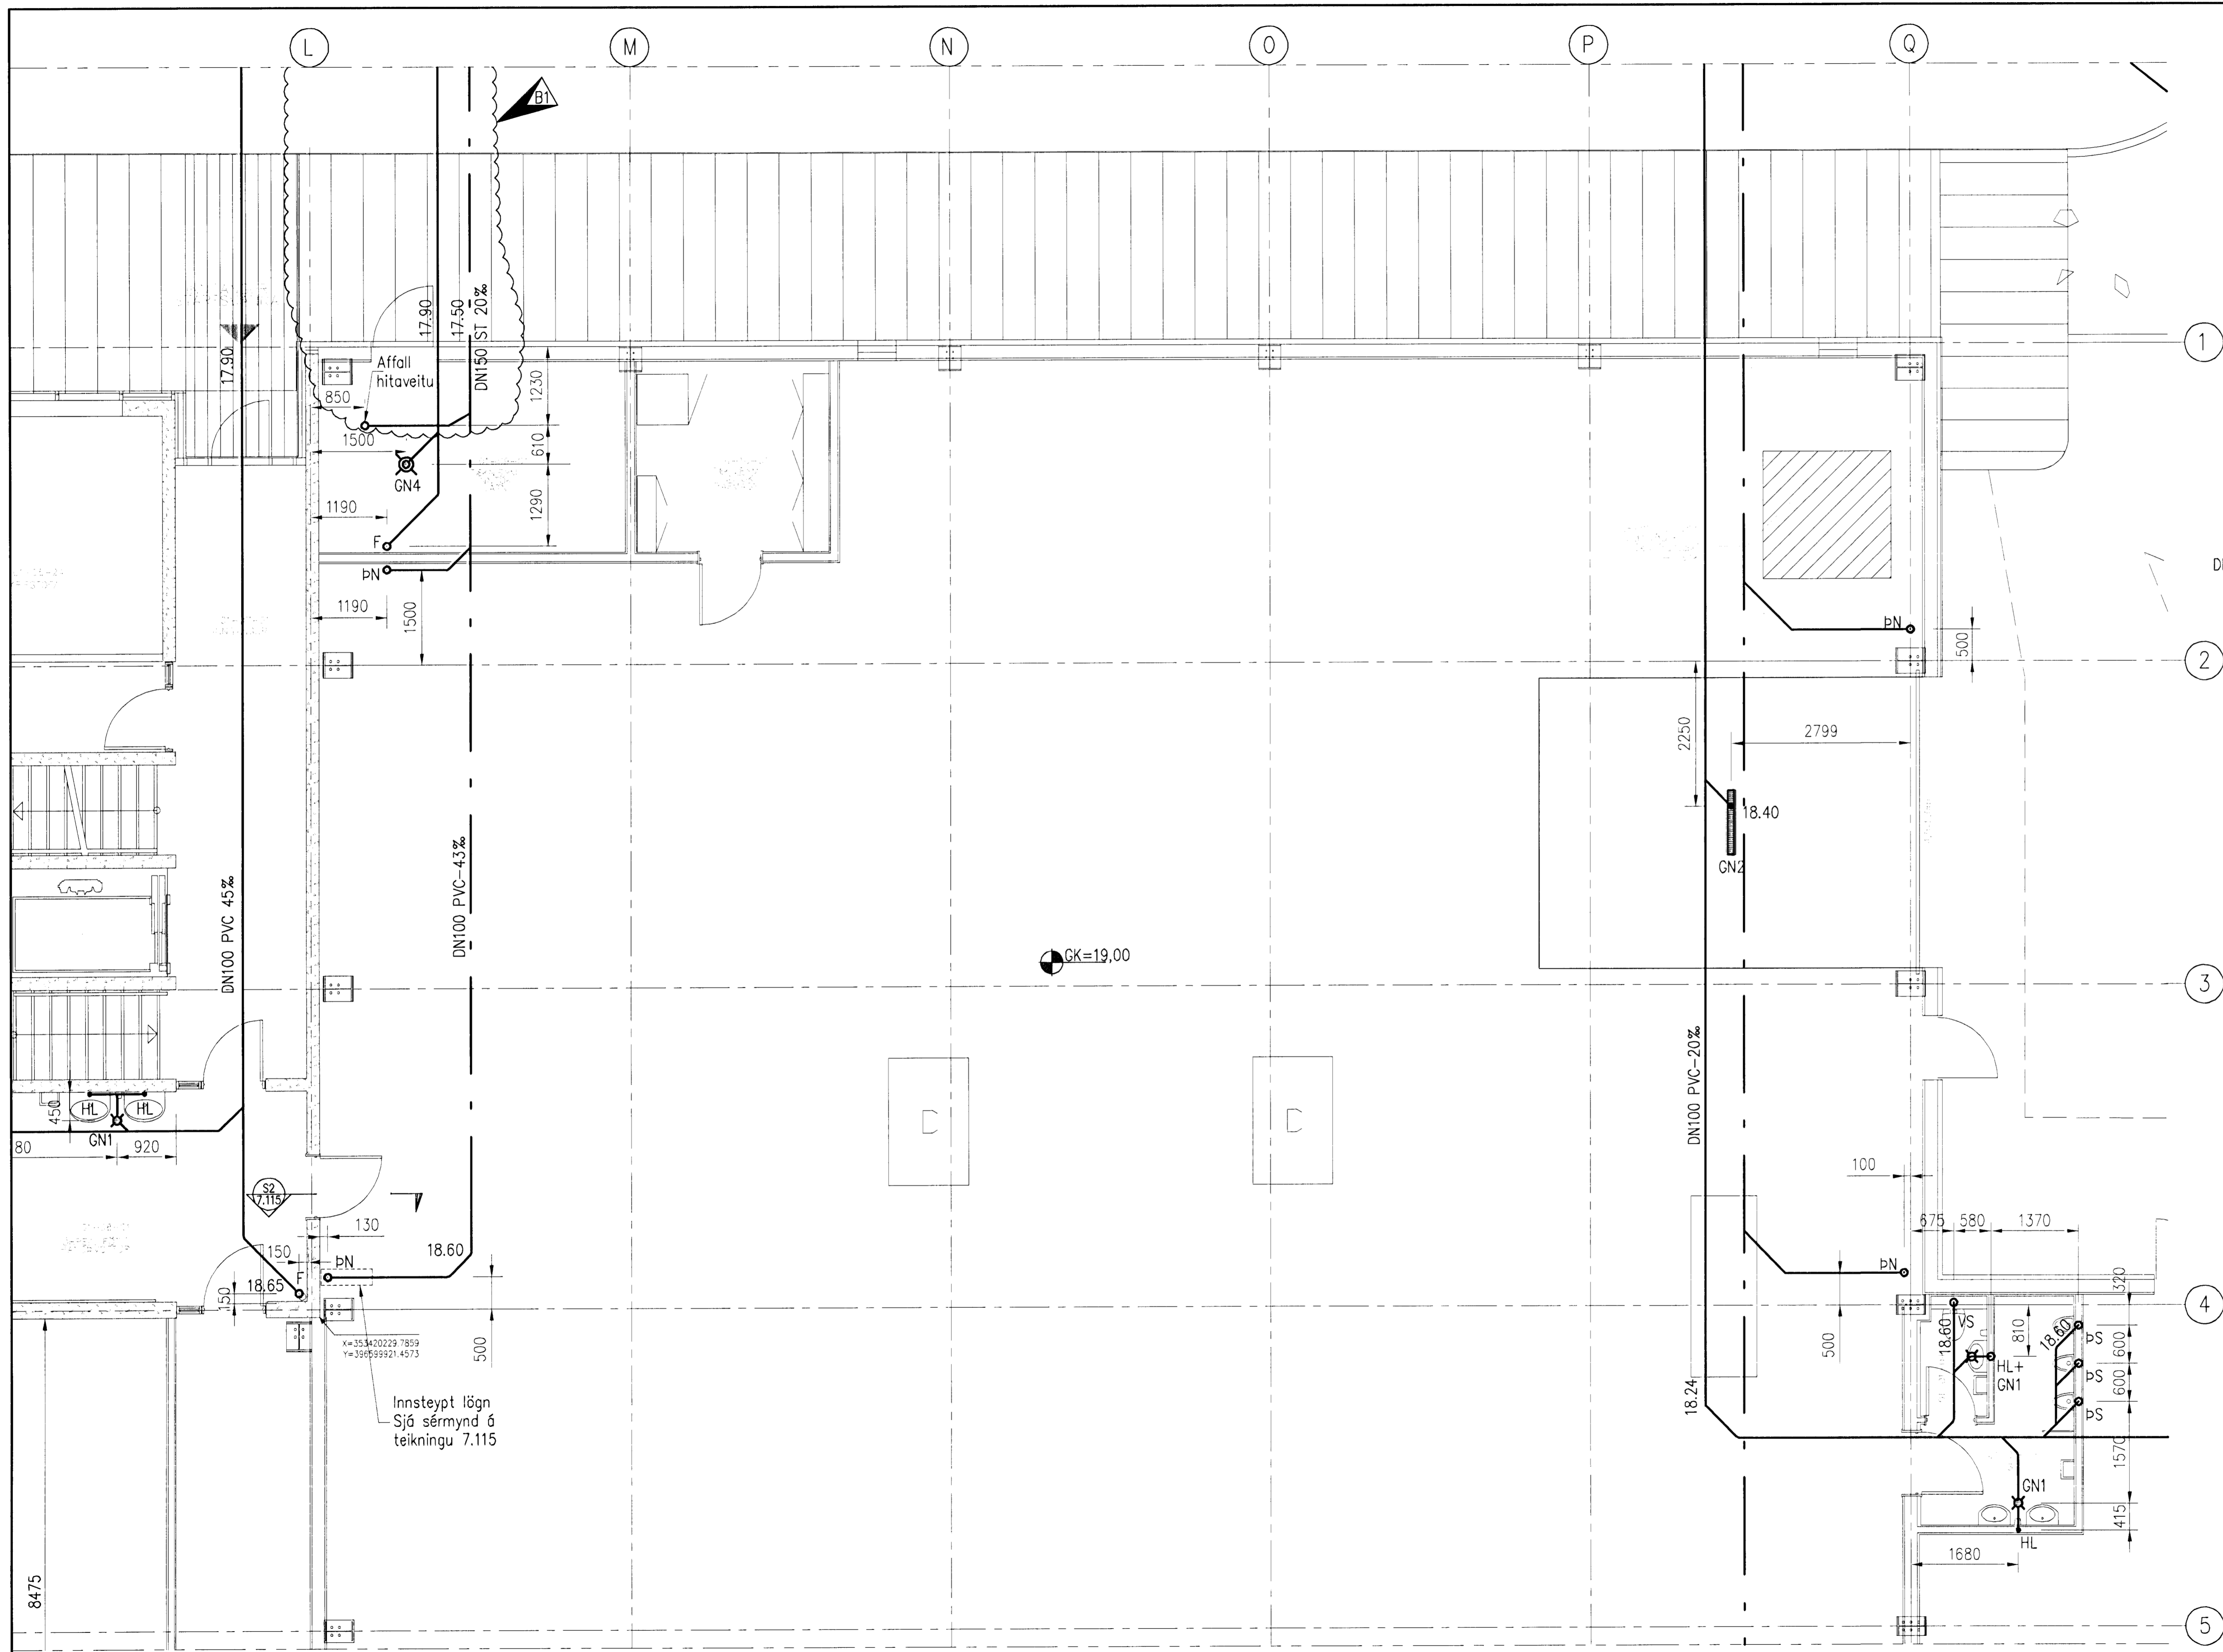 L
M
N
O
P
Q
B1
17.90
17.90
17.50
DN150 ST 20‰
Affall
hitaveitu
850
1230
1500
610
GN4
1290
1190
F
ÞN
1190
1500
1
ÞN
500
2
2250
2799
18.40
GN2
DN100 PVC 45‰
DN100 PVC-43‰
GK=19,00
3
DN100 PVC-20‰
HL
HL
450
GN1
80
920
D
D
100
S2
7.115
130
150
ÞN
18.60
F
18.65
500
X=353420229.7859
Y=396599921.4573
Innsteypt lögn
Sjá sérmynd á
teikningu 7.115
675
580
1370
ÞN
320
4
500
18.60
VS
810
18.60
ÞS
600
HL+
GN1
ÞS
600
ÞS
18.24
1570
GN1
415
HL
1680
8475
5